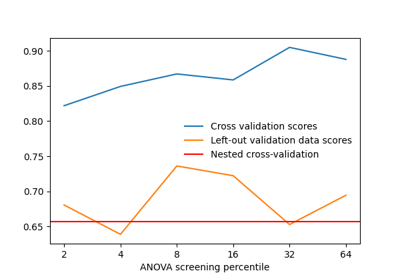 0.90
0.85
0.80
0.75
0.70
0.65
Cross validation scores
Left-out validation data scores
Nested cross-validation
2 4 8 16 32 64
ANOVA screening percentile